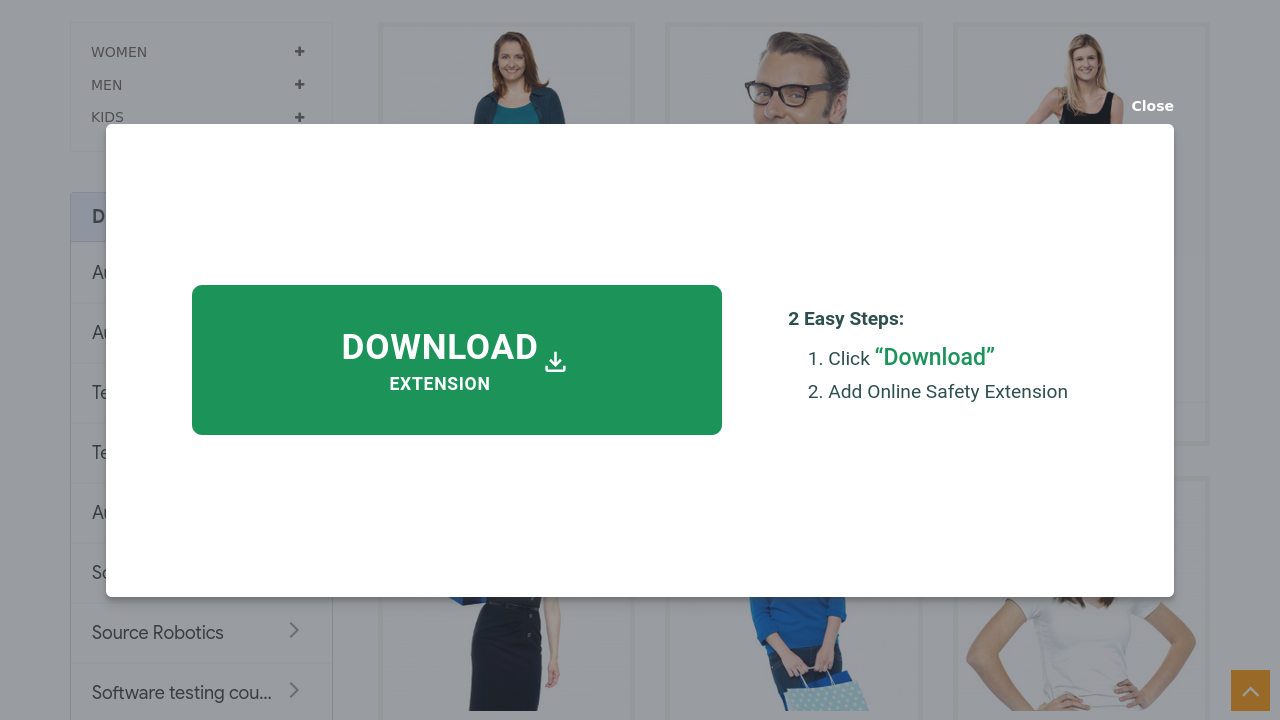 WOMEN
MEN
KIDS
Close
DOWNLOAD
EXTENSION
2 Easy Steps:
1. Click “Download”
2. Add Online Safety Extension
Source Robotics
Software testing cou...